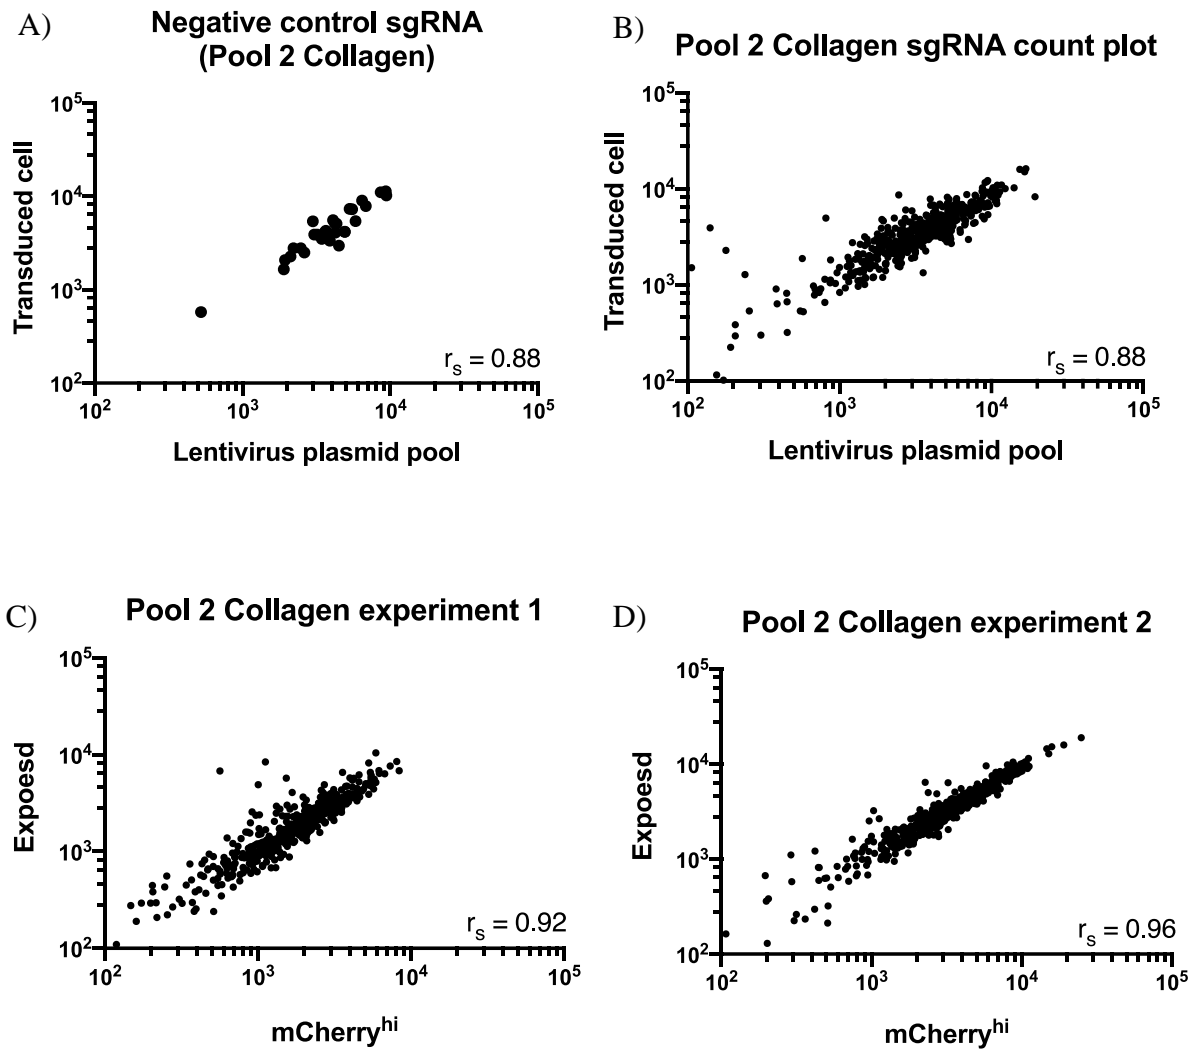 A)
Negative control sgRNA
(Pool 2 Collagen)
10^5
10^4
10^3
10^2
Transduced cell
r_s = 0.88
10^2 10^3 10^4 10^5
Lentivirus plasmid pool
B)
Pool 2 Collagen sgRNA count plot
10^5
10^4
10^3
10^2
Transduced cell
r_s = 0.88
10^2 10^3 10^4 10^5
Lentivirus plasmid pool
C)
Pool 2 Collagen experiment 1
10^5
10^4
10^3
10^2
Expoesd
r_s = 0.92
10^2 10^3 10^4 10^5
mCherry^hi
D)
Pool 2 Collagen experiment 2
10^5
10^4
10^3
10^2
Expoesd
r_s = 0.96
10^2 10^3 10^4 10^5
mCherry^hi